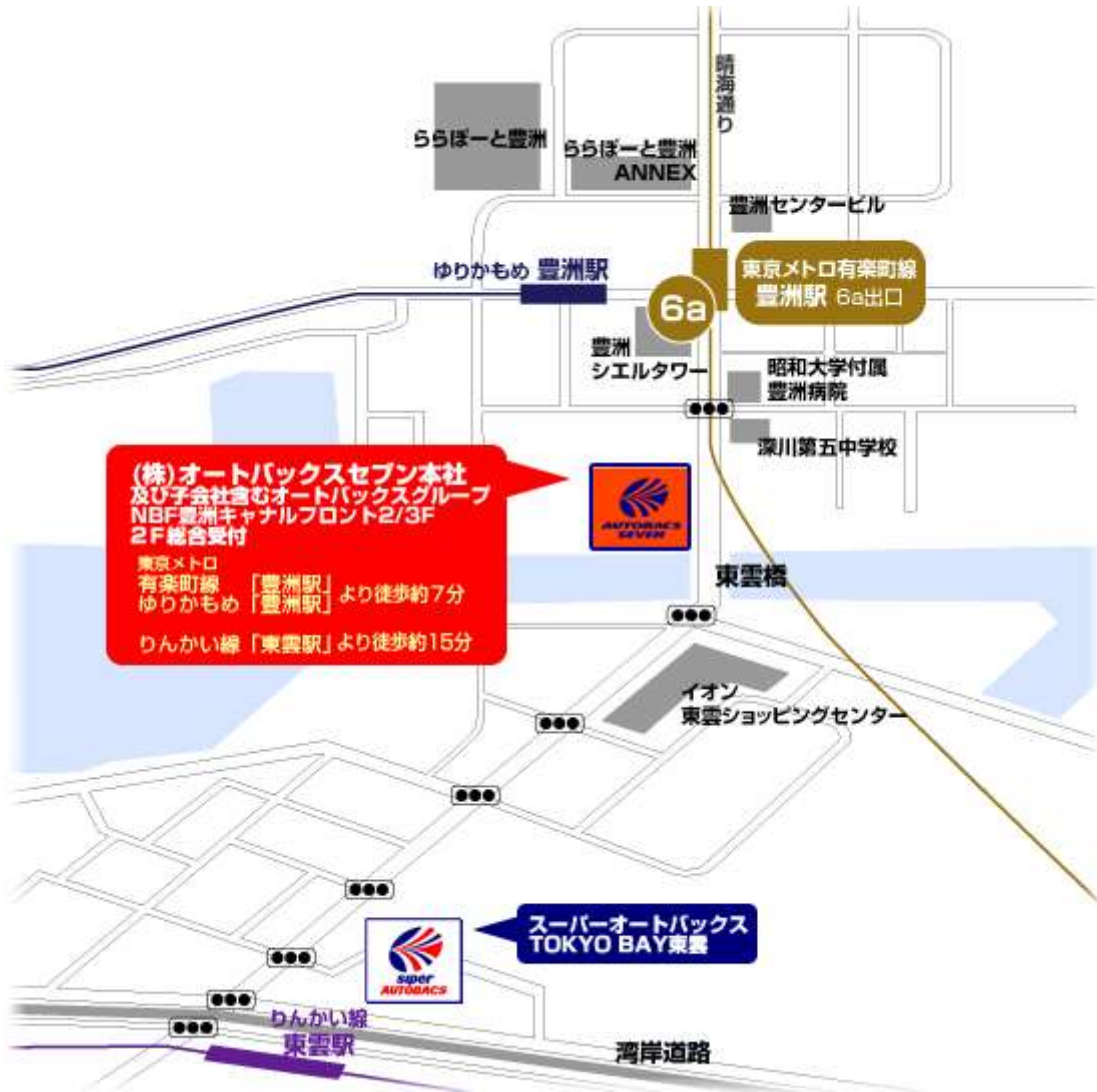 晴海通り
ららぽーと豊洲
ららぽーと豊洲
ANNEX
豊洲センタービル
ゆりかもめ 豊洲駅
6a
東京メトロ有楽町線
豊洲駅 6a出口
豊洲
シエルタワー
昭和大学付属
豊洲病院
深川第五中学校
(株)オートバックスセブン本社
及び子会社含むオートバックスグループ
NBF豊洲キャナルフロント2/3F
2F総合受付
東京メトロ
有楽町線 「豊洲駅」
ゆりかもめ 「豊洲駅」
より徒歩約7分
りんかい線「東雲駅」より徒歩約15分
AUTOBACS
SEVEN
東雲橋
イオン
東雲ショッピングセンター
スーパーオートバックス
TOKYO BAY東雲
super
AUTOBACS
りんかい線
東雲駅
湾岸道路